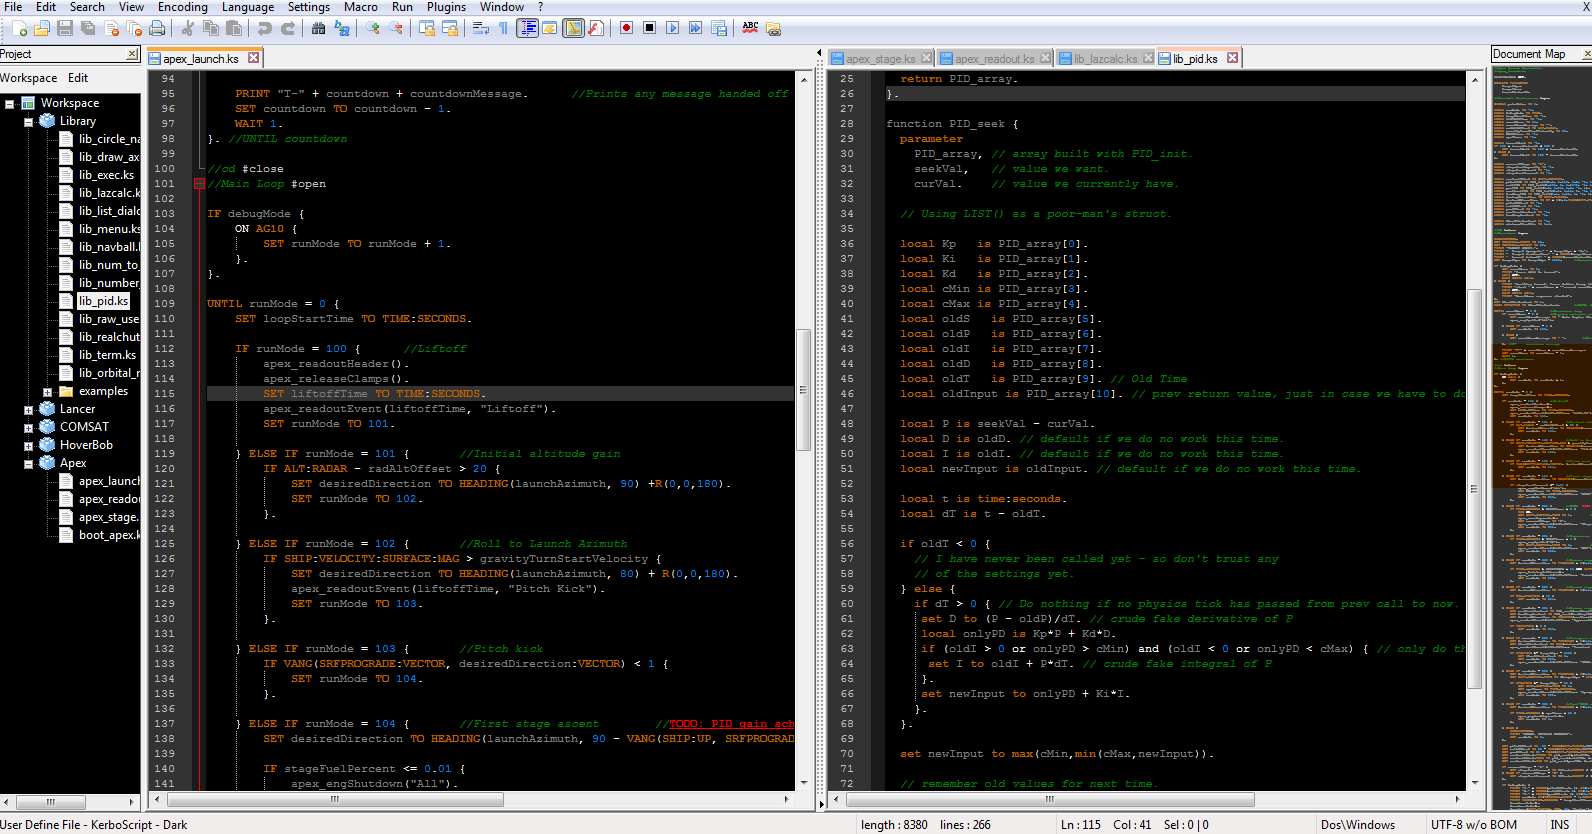 File Edit Search View Encoding Language Settings Macro Run Plugins Window ? X
Project
Workspace Edit
Workspace
Library
lib_circle_na
lib_draw_ax
lib_exec.ks
lib_lazcalc.k
lib_list_dialo
lib_menu.ks
lib_navball.
lib_num_to_
lib_number_
lib_pid.ks
lib_raw_use
lib_realchut
lib_term.ks
lib_orbital_r
examples
Lancer
COMSAT
HoverBob
Apex
apex_launch
apex_reado
apex_stage.
boot_apex.k
apex_launch.ks
94
95 PRINT "T-" + countdown + countdownMessage. //Prints any message handed off
96 SET countdown TO countdown - 1.
97 WAIT 1.
98 }. //UNTIL countdown
99
100 //cd #close
101 //Main Loop #open
102
103 IF debugMode {
104 ON AG10 {
105 SET runMode TO runMode + 1.
106 }.
107 }.
108
109 UNTIL runMode = 0 {
110 SET loopStartTime TO TIME:SECONDS.
111
112 IF runMode = 100 { //Liftoff
113 apex_readoutHeader().
114 apex_releaseClamps().
115 SET liftoffTime TO TIME:SECONDS.
116 apex_readoutEvent(liftoffTime, "Liftoff").
117 SET runMode TO 101.
118
119 } ELSE IF runMode = 101 { //Initial altitude gain
120 IF ALT:RADAR - radAltOffset > 20 {
121 SET desiredDirection TO HEADING(launchAzimuth, 90) +R(0,0,180).
122 SET runMode TO 102.
123 }.
124
125 } ELSE IF runMode = 102 { //Roll to Launch Azimuth
126 IF SHIP:VELOCITY:SURFACE:MAG > gravityTurnStartVelocity {
127 SET desiredDirection TO HEADING(launchAzimuth, 80) + R(0,0,180).
128 apex_readoutEvent(liftoffTime, "Pitch Kick").
129 SET runMode TO 103.
130 }.
131
132 } ELSE IF runMode = 103 { //Pitch kick
133 IF VANG(SRFPROGRADE:VECTOR, desiredDirection:VECTOR) < 1 {
134 SET runMode TO 104.
135 }.
136
137 } ELSE IF runMode = 104 { //First stage ascent //TODO: PID gain sch
138 SET desiredDirection TO HEADING(launchAzimuth, 90 - VANG(SHIP:UP, SRFPROGRAD
139
140 IF stageFuelPercent <= 0.01 {
141 apex_engShutdown("All").
apex_stage.ks apex_readout.ks lib_lazcalc.ks lib_pid.ks
25 return PID_array.
26 }.
27
28 function PID_seek {
29 parameter
30 PID_array, // array built with PID_init.
31 seekVal, // value we want.
32 curVal. // value we currently have.
33
34 // Using LIST() as a poor-man's struct.
35
36 local Kp is PID_array[0].
37 local Ki is PID_array[1].
38 local Kd is PID_array[2].
39 local cMin is PID_array[3].
40 local cMax is PID_array[4].
41 local oldS is PID_array[5].
42 local oldP is PID_array[6].
43 local oldI is PID_array[7].
44 local oldD is PID_array[8].
45 local oldT is PID_array[9]. // Old Time
46 local oldInput is PID_array[10]. // prev return value, just in case we have to do
47
48 local P is seekVal - curVal.
49 local D is oldD. // default if we do no work this time.
50 local I is oldI. // default if we do no work this time.
51 local newInput is oldInput. // default if we do no work this time.
52
53 local t is time:seconds.
54 local dT is t - oldT.
55
56 if oldT < 0 {
57 // I have never been called yet - so don't trust any
58 // of the settings yet.
59 } else {
60 if dT > 0 { // Do nothing if no physics tick has passed from prev call to now.
61 set D to (P - oldP)/dT. // crude fake derivative of P
62 local onlyPD is Kp*P + Kd*D.
63 if (oldI > 0 or onlyPD > cMin) and (oldI < 0 or onlyPD < cMax) { // only do th
64 set I to oldI + P*dT. // crude fake integral of P
65 }.
66 set newInput to onlyPD + Ki*I.
67 }.
68 }.
69
70 set newInput to max(cMin,min(cMax,newInput)).
71
72 // remember old values for next time.
Document Map
User Define File - KerboScript - Dark length : 8380 lines : 266 Ln : 115 Col : 41 Sel : 0 | 0 Dos\Windows UTF-8 w/o BOM INS